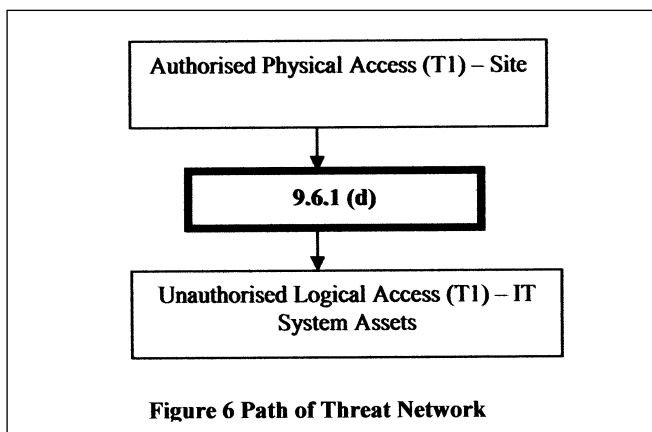 Authorised Physical Access (T1) – Site
9.6.1 (d)
Unauthorised Logical Access (T1) – IT
System Assets
Figure 6 Path of Threat Network